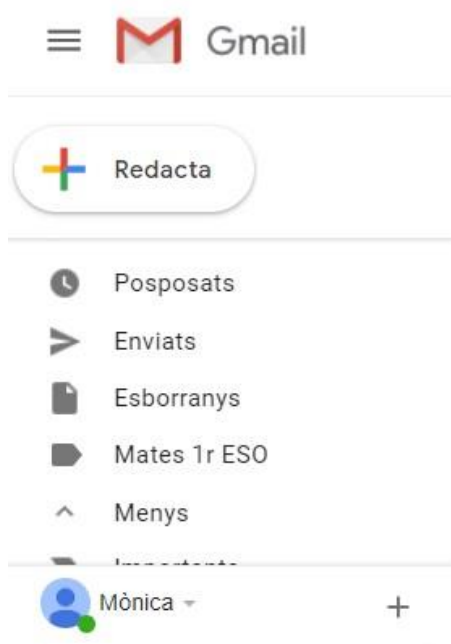 Gmail
Redacta
Posposats
Enviats
Esborranys
Mates 1r ESO
Menys
Mònica